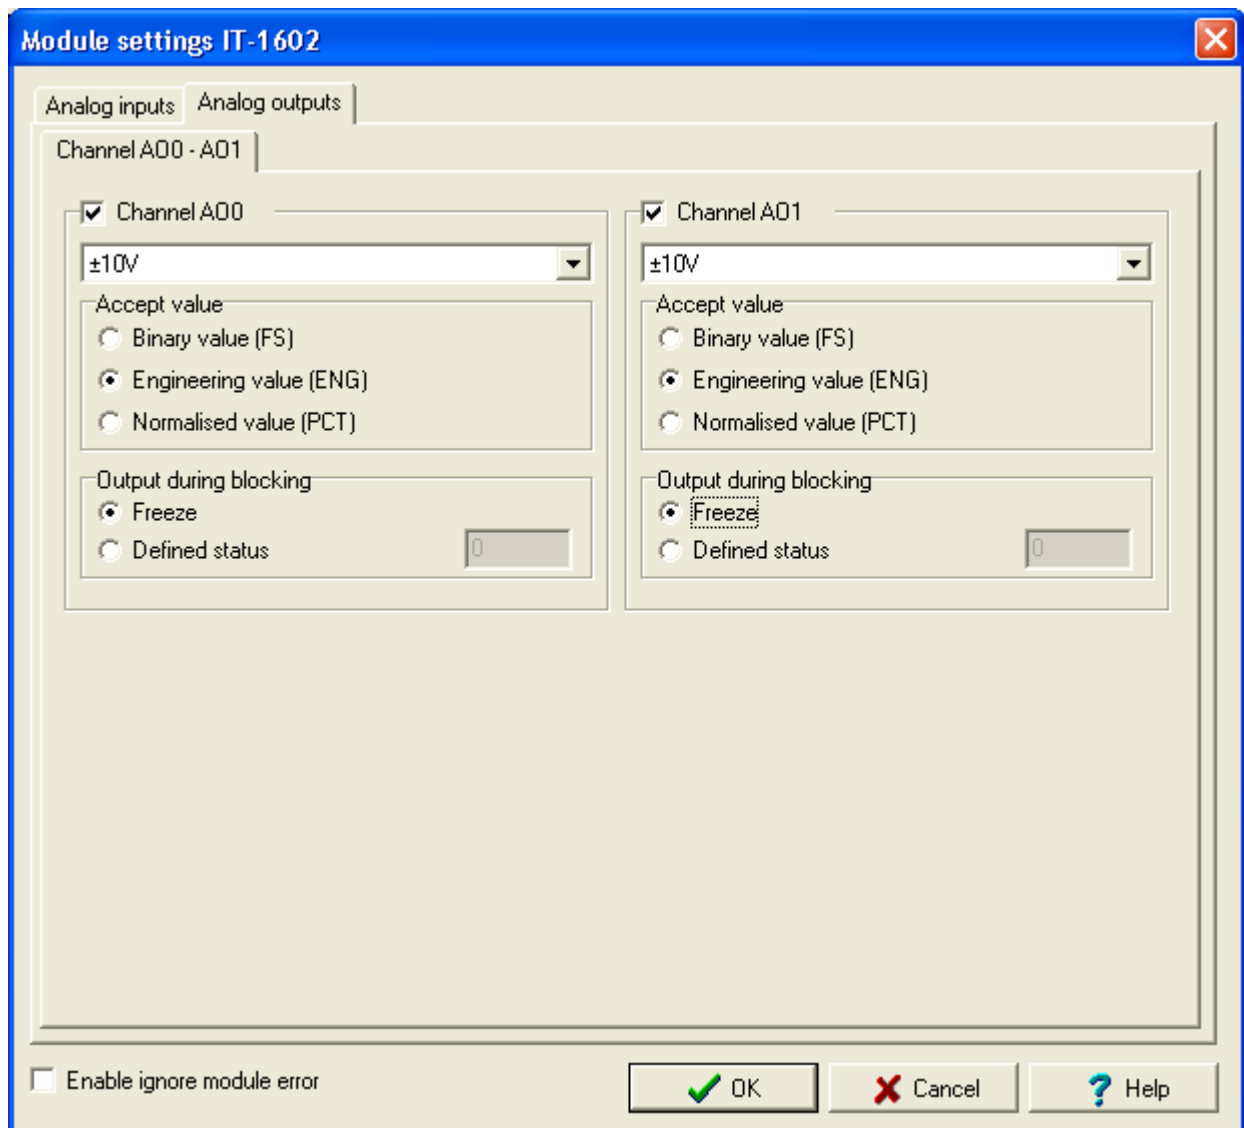 Module settings IT-1602
Analog inputs Analog outputs
Channel AO0 - AO1
Channel AO0
±10V
Accept value
Binary value (FS)
Engineering value (ENG)
Normalised value (PCT)
Output during blocking
Freeze
Defined status 0
Channel AO1
±10V
Accept value
Binary value (FS)
Engineering value (ENG)
Normalised value (PCT)
Output during blocking
Freeze
Defined status 0
Enable ignore module error
OK Cancel ? Help